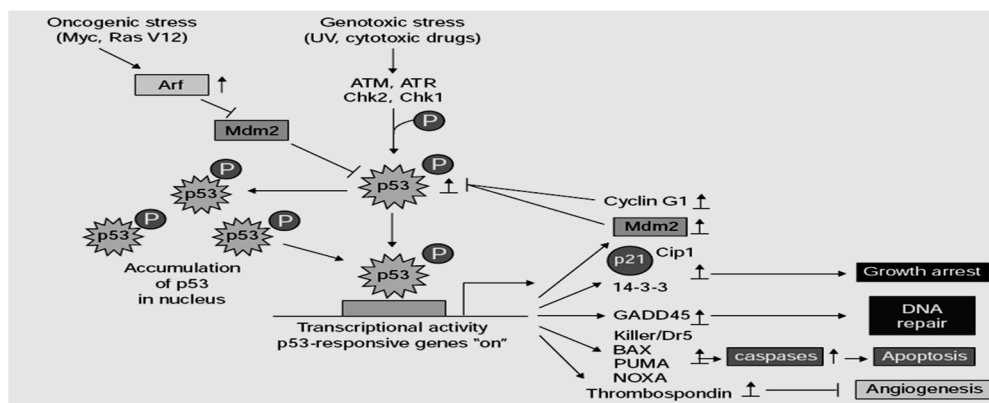 Oncogenic stress
(Myc, Ras V12)
Genotoxic stress
(UV, cytotoxic drugs)
Arf
ATM, ATR
Chk2, Chk1
Mdm2
P
P
p53
P
p53
P
p53
P
p53
Accumulation
of p53
in nucleus
P
p53
Transcriptional activity
p53-responsive genes "on"
Cyclin G1
Mdm2
p21 Cip1
14-3-3
Growth arrest
GADD45
DNA
repair
Killer/Dr5
BAX
PUMA
NOXA
caspases
Apoptosis
Thrombospondin
Angiogenesis